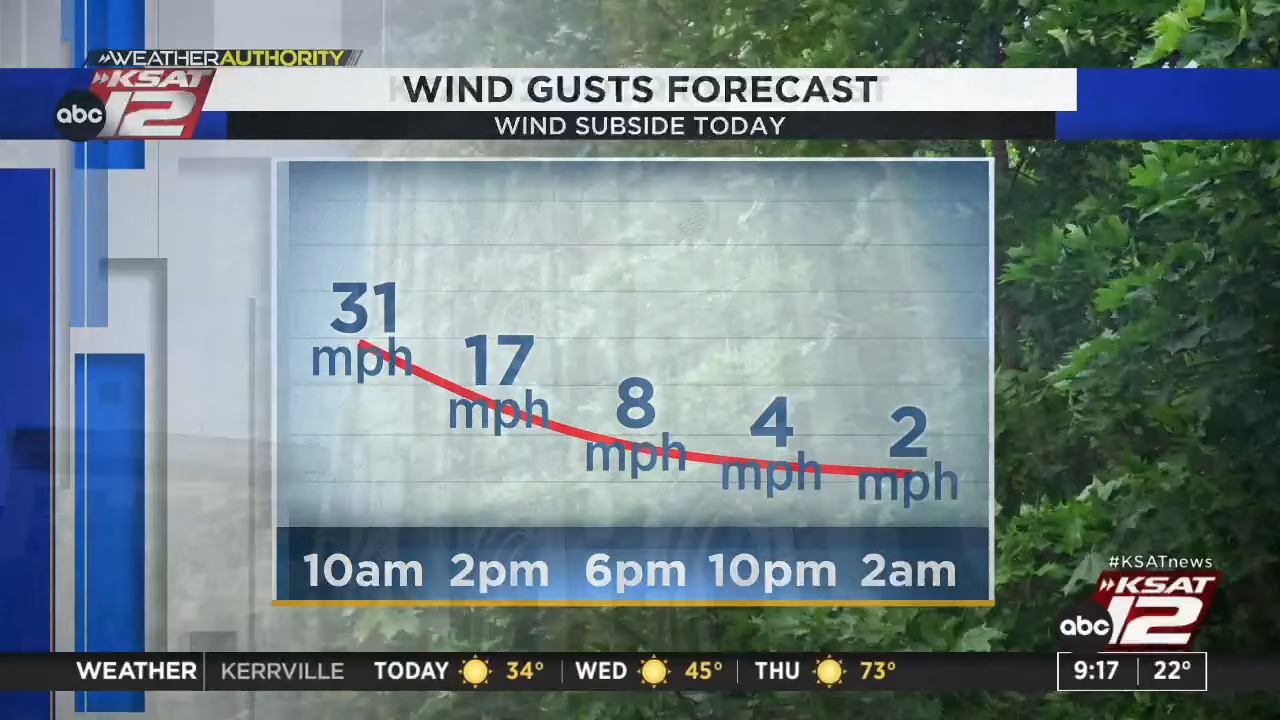 WEATHERAUTHORITY
KSAT
abc 12
WIND GUSTS FORECAST
WIND SUBSIDE TODAY
31 mph
17 mph
8 mph
4 mph
2 mph
10am 2pm 6pm 10pm 2am
#KSATnews
KSAT
abc 12
WEATHER KERRVILLE TODAY 34° WED 45° THU 73° 9:17 22°